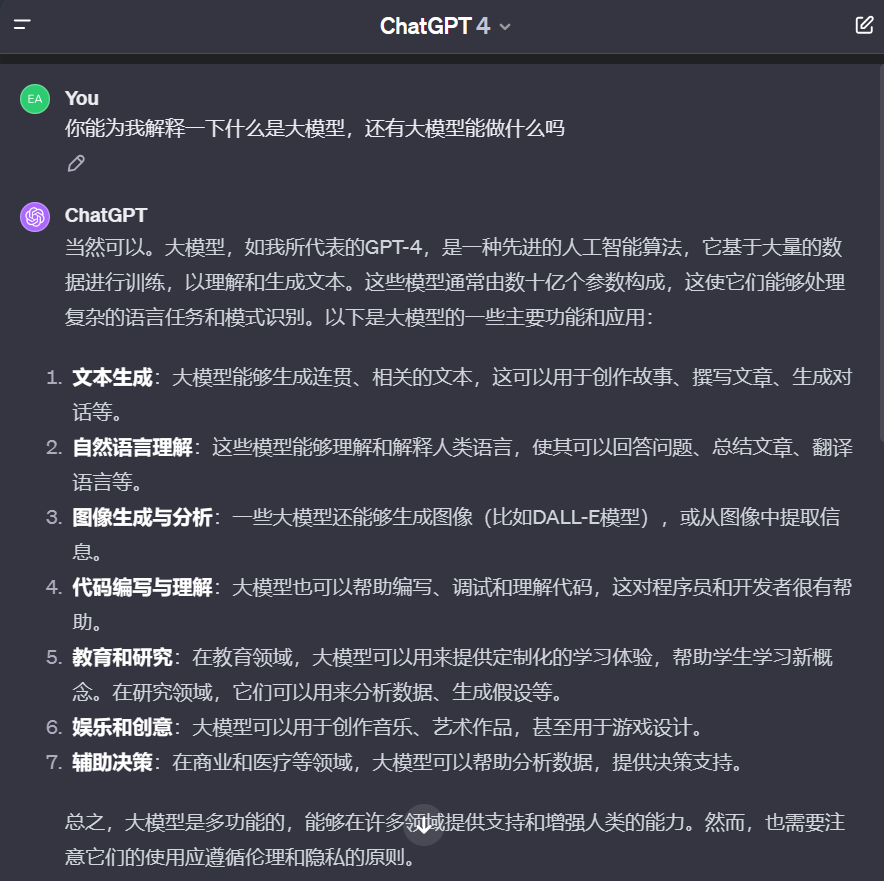 ChatGPT 4
EA
You
你能为我解释一下什么是大模型，还有大模型能做什么吗
ChatGPT
当然可以。大模型，如我所代表的GPT-4，是一种先进的人工智能算法，它基于大量的数
据进行训练，以理解和生成文本。这些模型通常由数十亿个参数构成，这使它们能够处理
复杂的语言任务和模式识别。以下是大模型的一些主要功能和应用：
1. 文本生成：大模型能够生成连贯、相关的文本，这可以用于创作故事、撰写文章、生成对
话等。
2. 自然语言理解：这些模型能够理解和解释人类语言，使其可以回答问题、总结文章、翻译
语言等。
3. 图像生成与分析：一些大模型还能够生成图像（比如DALL-E模型），或从图像中提取信
息。
4. 代码编写与理解：大模型也可以帮助编写、调试和理解代码，这对程序员和开发者很有帮
助。
5. 教育和研究：在教育领域，大模型可以用来提供定制化的学习体验，帮助学生学习新概
念。在研究领域，它们可以用来分析数据、生成假设等。
6. 娱乐和创意：大模型可以用于创作音乐、艺术作品，甚至用于游戏设计。
7. 辅助决策：在商业和医疗等领域，大模型可以帮助分析数据，提供决策支持。
总之，大模型是多功能的，能够在许多领域提供支持和增强人类的能力。然而，也需要注
意它们的使用应遵循伦理和隐私的原则。